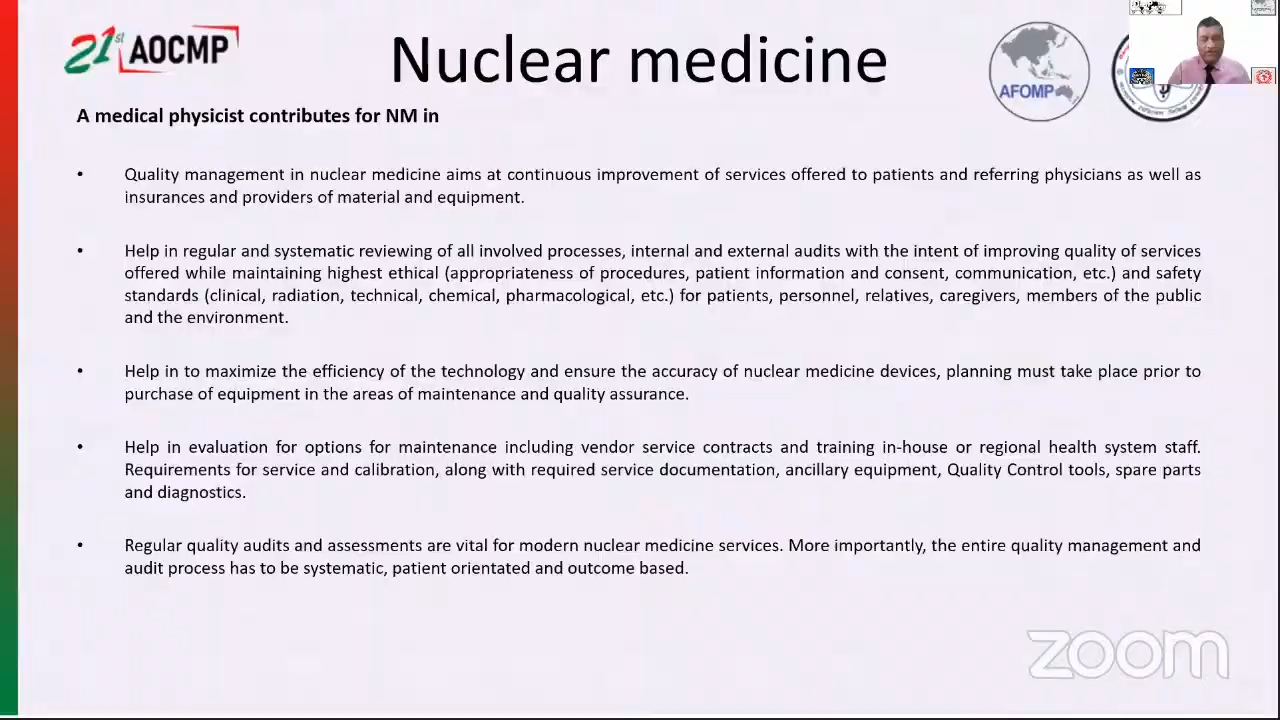 21st AOCMP
Nuclear medicine
AFOMP
A medical physicist contributes for NM in
• Quality management in nuclear medicine aims at continuous improvement of services offered to patients and referring physicians as well as
insurances and providers of material and equipment.
• Help in regular and systematic reviewing of all involved processes, internal and external audits with the intent of improving quality of services
offered while maintaining highest ethical (appropriateness of procedures, patient information and consent, communication, etc.) and safety
standards (clinical, radiation, technical, chemical, pharmacological, etc.) for patients, personnel, relatives, caregivers, members of the public
and the environment.
• Help in to maximize the efficiency of the technology and ensure the accuracy of nuclear medicine devices, planning must take place prior to
purchase of equipment in the areas of maintenance and quality assurance.
• Help in evaluation for options for maintenance including vendor service contracts and training in-house or regional health system staff.
Requirements for service and calibration, along with required service documentation, ancillary equipment, Quality Control tools, spare parts
and diagnostics.
• Regular quality audits and assessments are vital for modern nuclear medicine services. More importantly, the entire quality management and
audit process has to be systematic, patient orientated and outcome based.
zoom